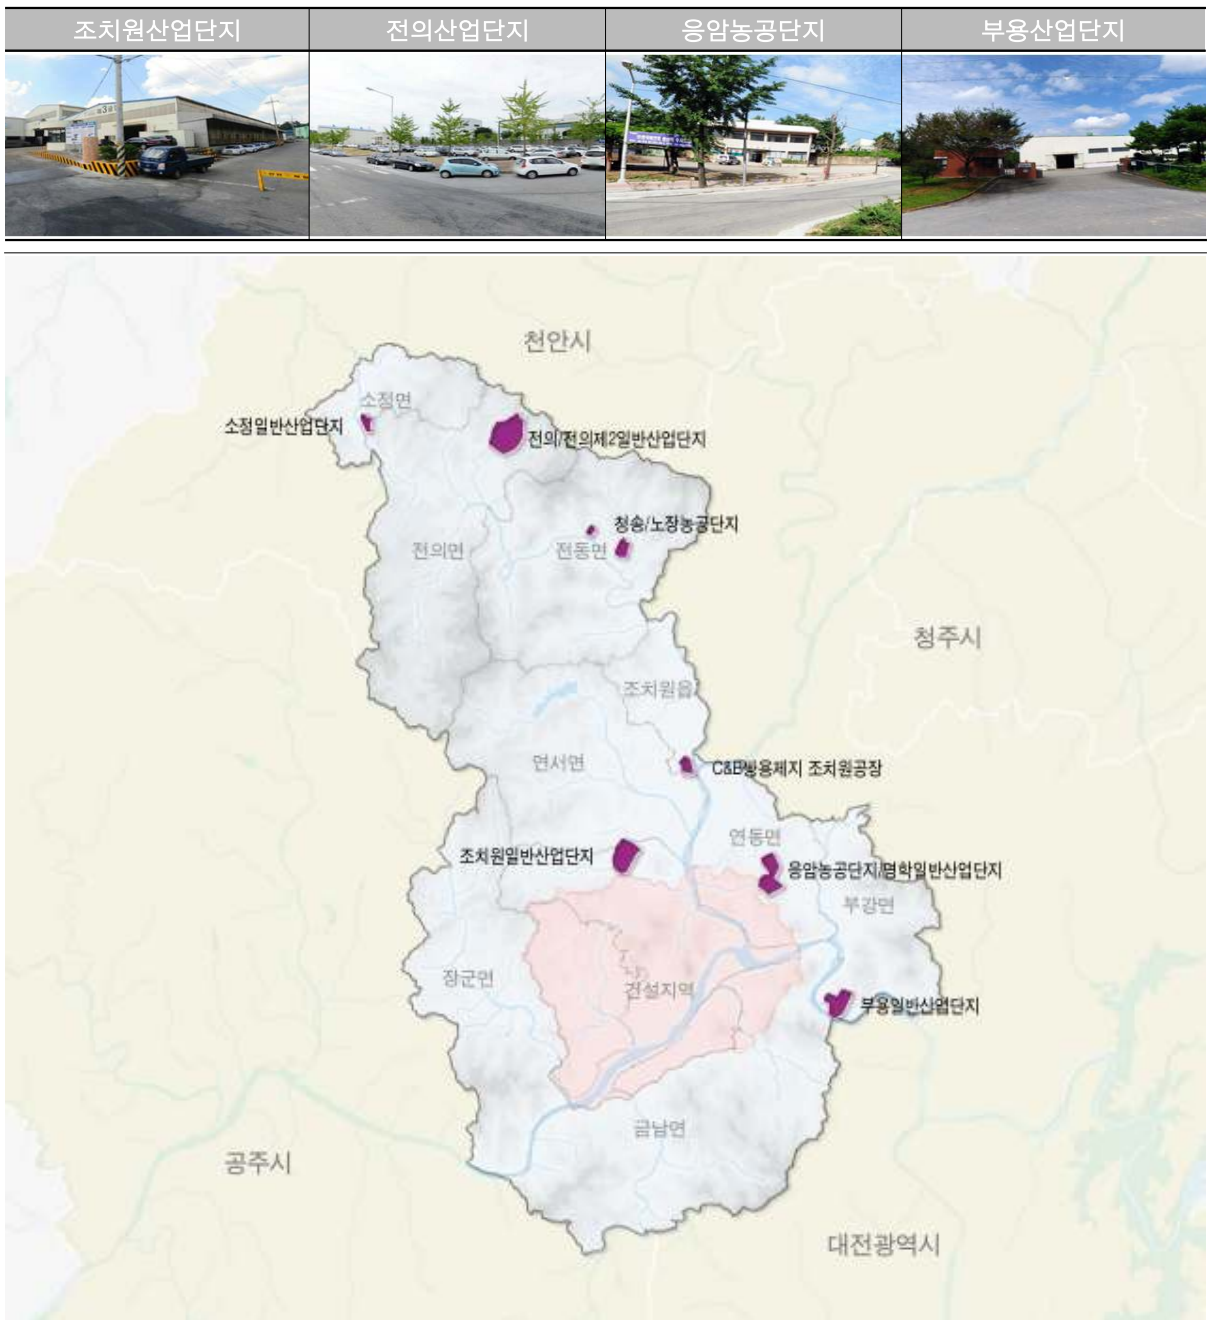 조치원산업단지
전의산업단지
응암농공단지
부용산업단지
제3공장
천안시
소정면
소정일반산업단지
전의/전의제2일반산업단지
청송/노장농공단지
전의면
전동면
청주시
조치원읍
연서면
C&B쌍용제지 조치원공장
연동면
조치원일반산업단지
응암농공단지/명학일반산업단지
부강면
장군면
건설지역
부용일반산업단지
금남면
공주시
대전광역시